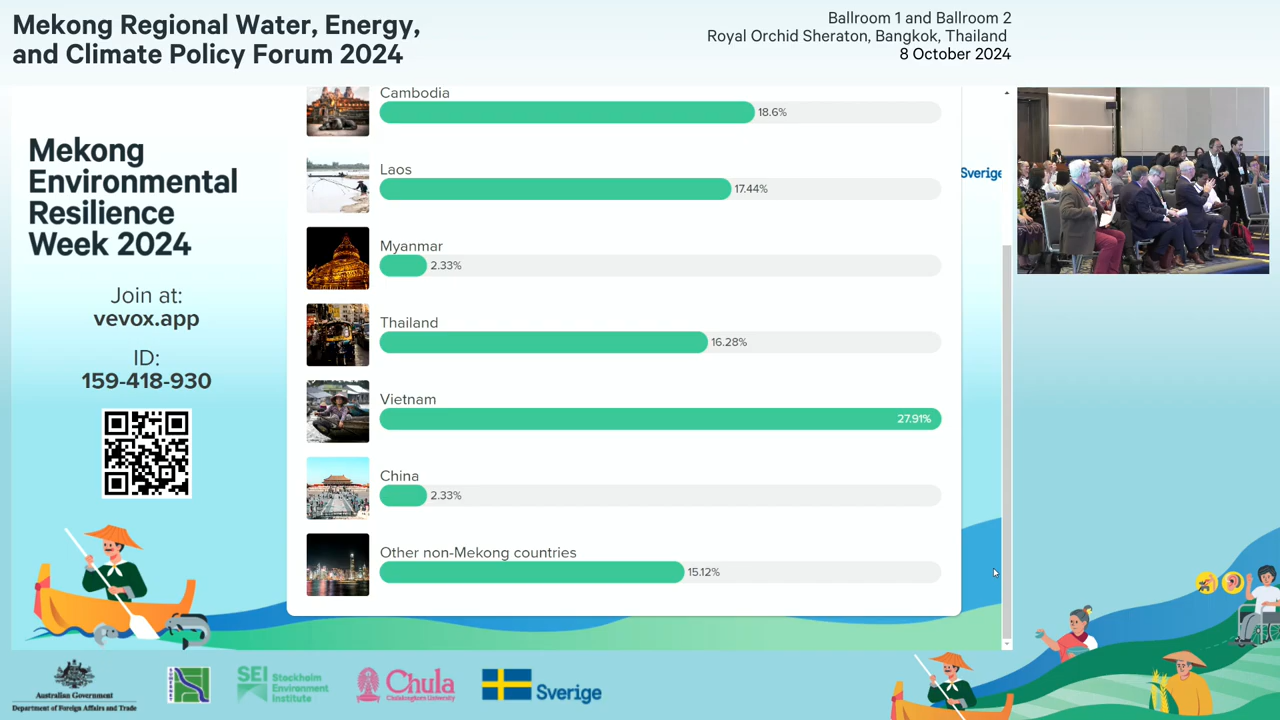 Mekong Regional Water, Energy,
and Climate Policy Forum 2024
Ballroom 1 and Ballroom 2
Royal Orchid Sheraton, Bangkok, Thailand
8 October 2024
Mekong
Environmental
Resilience
Week 2024
Join at:
vevox.app
ID:
159-418-930
Cambodia
18.6%
Laos
17.44%
Myanmar
2.33%
Thailand
16.28%
Vietnam
27.91%
China
2.33%
Other non-Mekong countries
15.12%
Sverige
Australian Government
Department of Foreign Affairs and Trade
SEI Stockholm
Environment
Institute
Chula
Chulalongkorn University
Sverige